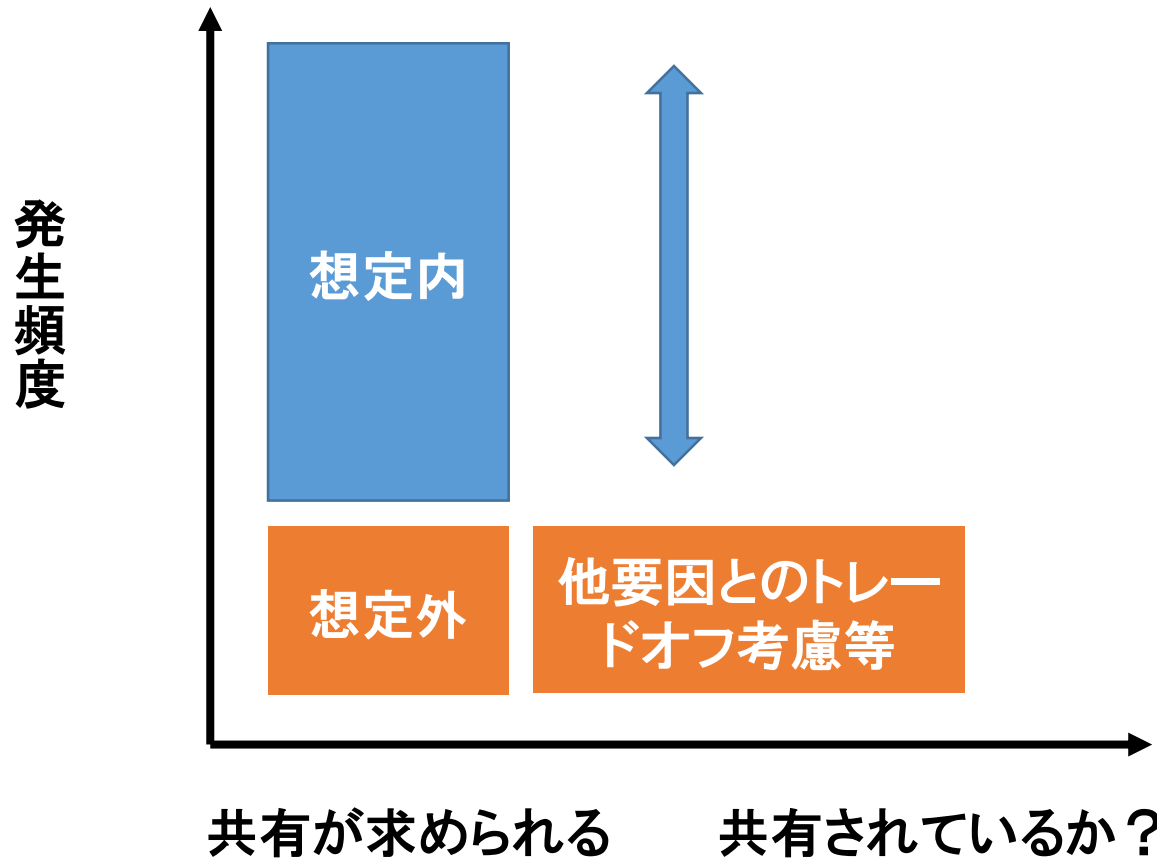 発生頻度
想定内
想定外
他要因とのトレー
ドオフ考慮等
共有が求められる
共有されているか？